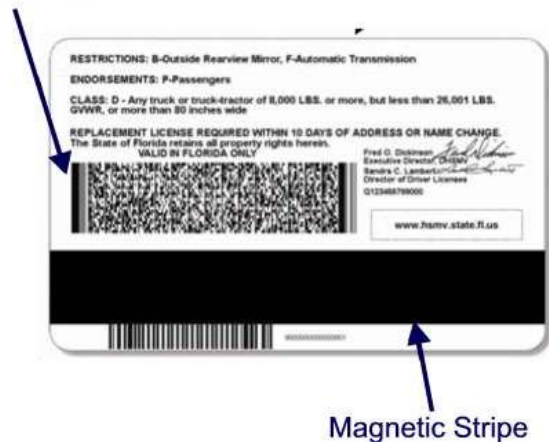 RESTRICTIONS: B-Outside Rearview Mirror, F-Automatic Transmission
ENDORSEMENTS: P-Passengers
CLASS: D - Any truck or truck-tractor of 8,000 LBS. or more, but less than 26,001 LBS.
GVWR, or more than 80 inches wide
REPLACEMENT LICENSE REQUIRED WITHIN 10 DAYS OF ADDRESS OR NAME CHANGE.
The State of Florida retains all property rights herein.
VALID IN FLORIDA ONLY
Fred O. Dickinson
Executive Director, DHSMV
Sandra C. Lambert
Director of Driver Licenses
Q123468799000
www.hsmv.state.fl.us
Magnetic Stripe